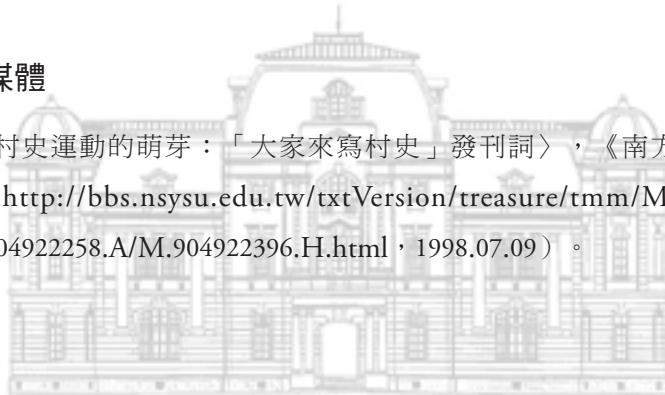 媒體
村史運動的萌芽：「大家來寫村史」發刊詞〉，《南方
http://bbs.nsysu.edu.tw/txtVersion/treasure/tmm/M
04922258.A/M.904922396.H.html，1998.07.09）。